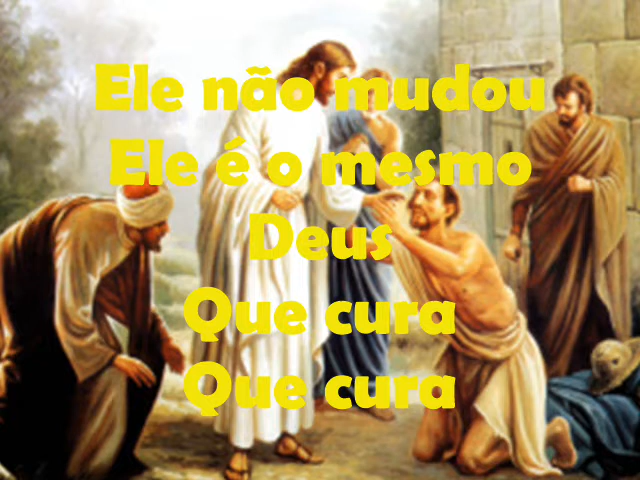 Ele não mudou
Ele é o mesmo
Deus
Que cura
Que cura